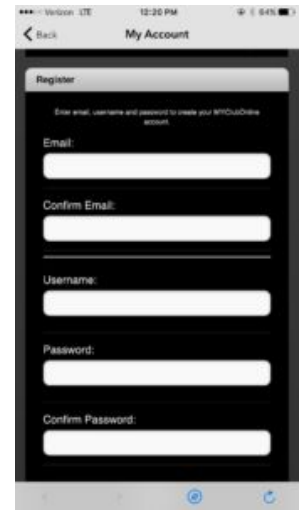 Verizon LTE 12:20 PM 64%
Back My Account
Register
Enter email, username and password to create your MYClubOnline
account.
Email:
Confirm Email:
Username:
Password:
Confirm Password: